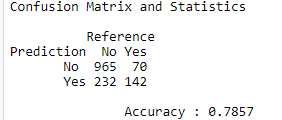 Confusion Matrix and Statistics
Reference
Prediction No Yes
No 965 70
Yes 232 142
Accuracy : 0.7857